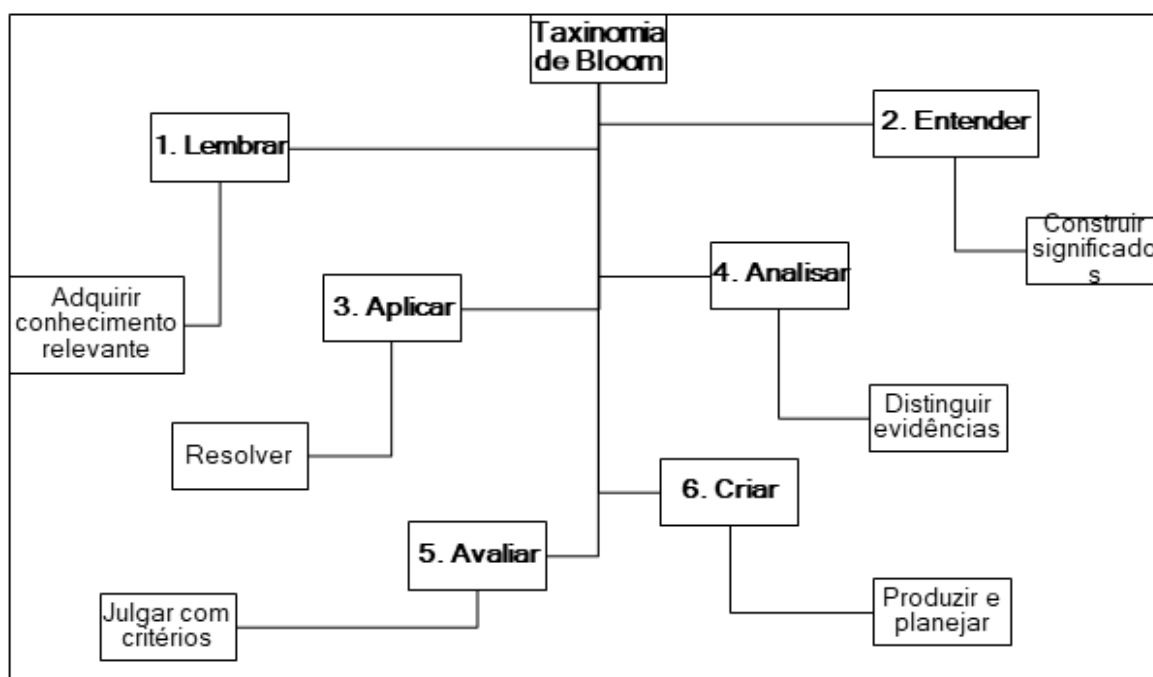 Taxinomia
de Bloom
1. Lembrar
Adquirir
conhecimento
relevante
2. Entender
Construir
significado
s
3. Aplicar
Resolver
4. Analisar
Distinguir
evidências
5. Avaliar
Julgar com
critérios
6. Criar
Produzir e
planejar